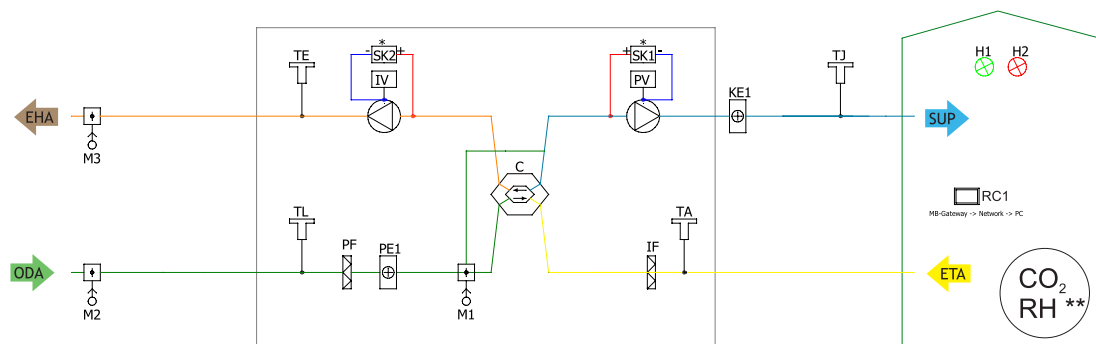 *
- SK2 +
*
+ SK1 -
TE
IV
PV
TJ
H1
H2
KE1
EHA
SUP
M3
C
RC1
MB-Gateway -> Network -> PC
TL
TA
PF
PE1
IF
ODA
ETA
M2
M1
CO2
RH **